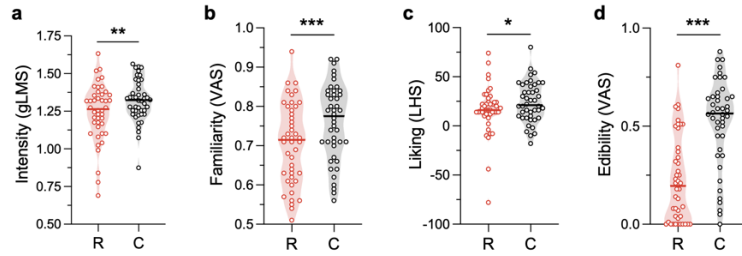 a
**
Intensity (gLMS)
1.75
1.50
1.25
1.00
0.75
0.50
R C
b
***
Familiarity (VAS)
1.0
0.9
0.8
0.7
0.6
0.5
R C
c
*
Liking (LHS)
100
50
0
-50
-100
R C
d
***
Edibility (VAS)
1.0
0.5
0.0
R C